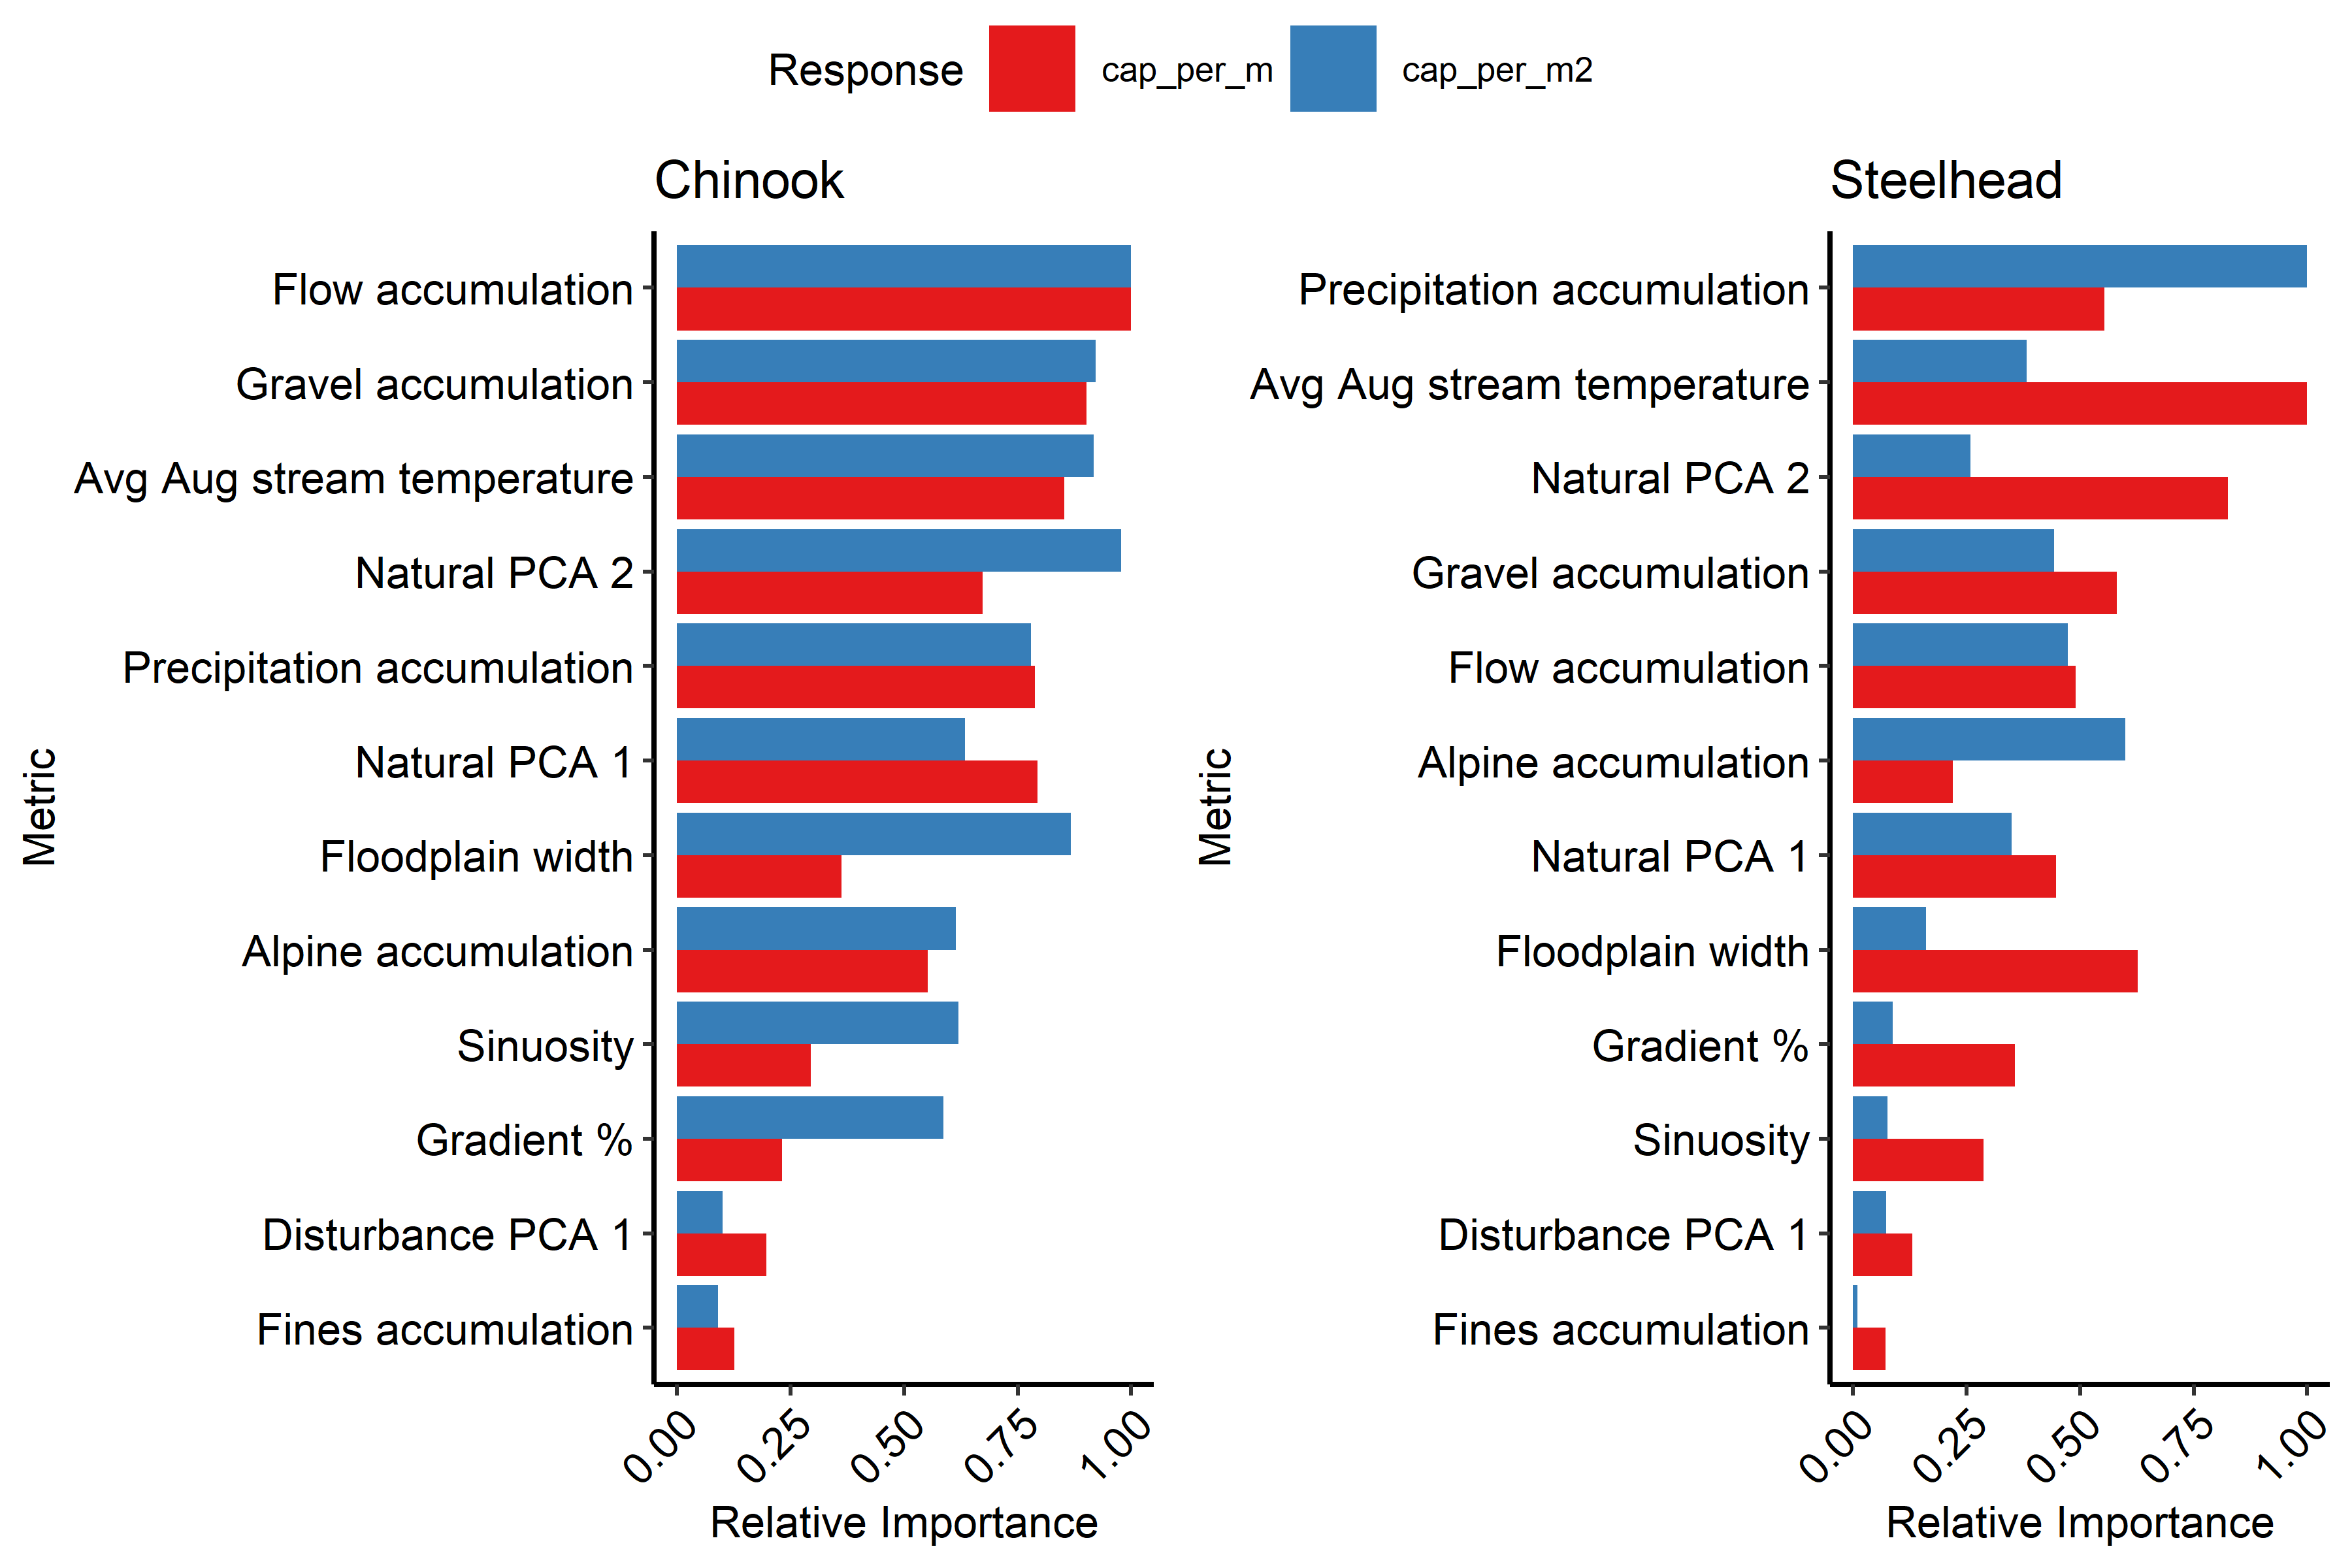 Response cap_per_m cap_per_m2
Chinook
Flow accumulation
Gravel accumulation
Avg Aug stream temperature
Natural PCA 2
Precipitation accumulation
Natural PCA 1
Floodplain width
Alpine accumulation
Sinuosity
Gradient %
Disturbance PCA 1
Fines accumulation
Metric
0.00 0.25 0.50 0.75 1.00
Relative Importance
Steelhead
Precipitation accumulation
Avg Aug stream temperature
Natural PCA 2
Gravel accumulation
Flow accumulation
Alpine accumulation
Natural PCA 1
Floodplain width
Gradient %
Sinuosity
Disturbance PCA 1
Fines accumulation
Metric
0.00 0.25 0.50 0.75 1.00
Relative Importance